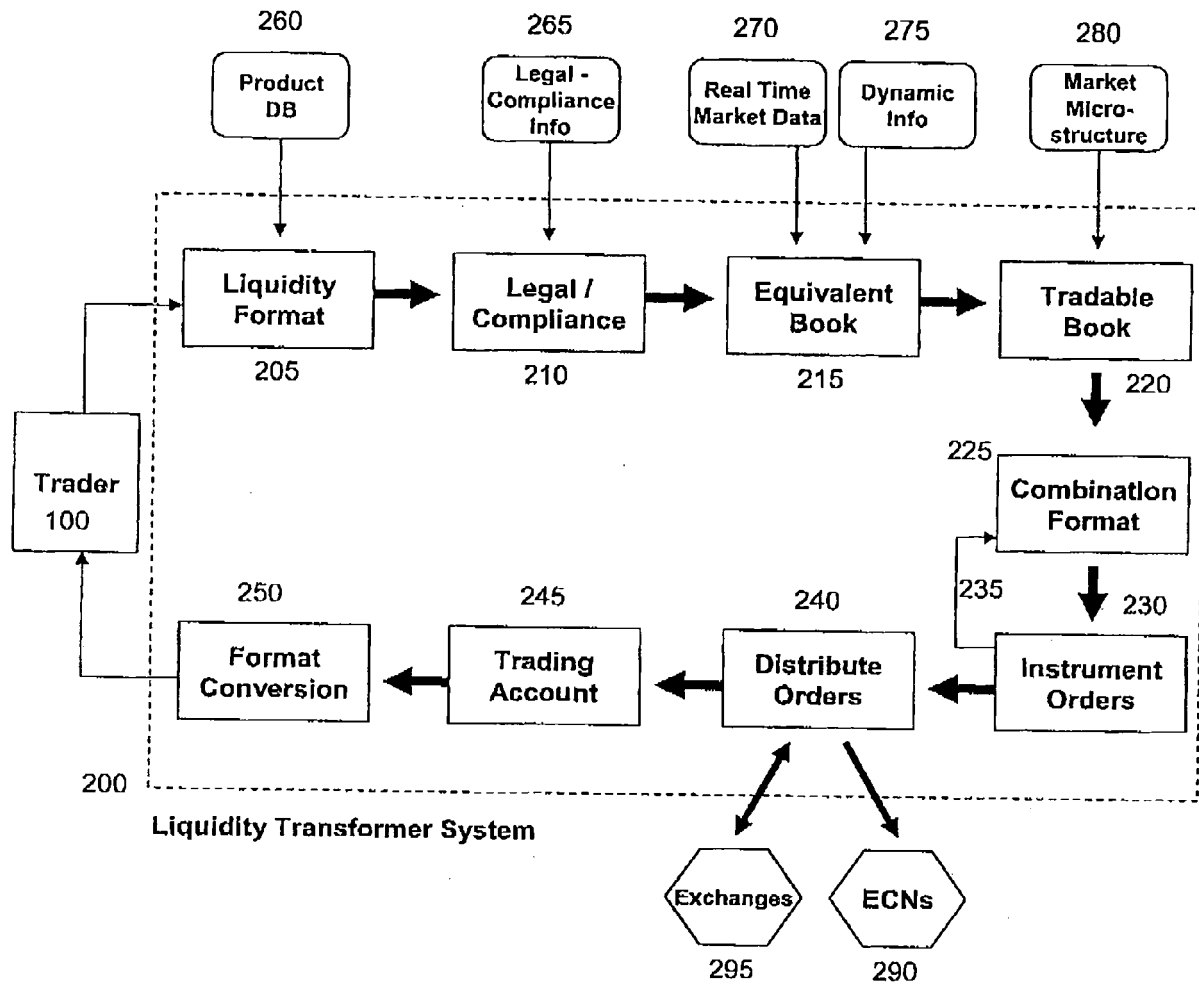 260
265
270
275
280
Product
DB
Legal -
Compliance
Info
Real Time
Market Data
Dynamic
Info
Market
Micro-
structure
Liquidity
Format
Legal /
Compliance
Equivalent
Book
Tradable
Book
205
210
215
220
Trader
100
225
Combination
Format
235
230
250
245
240
Format
Conversion
Trading
Account
Distribute
Orders
Instrument
Orders
200
Liquidity Transformer System
Exchanges
ECNs
295
290